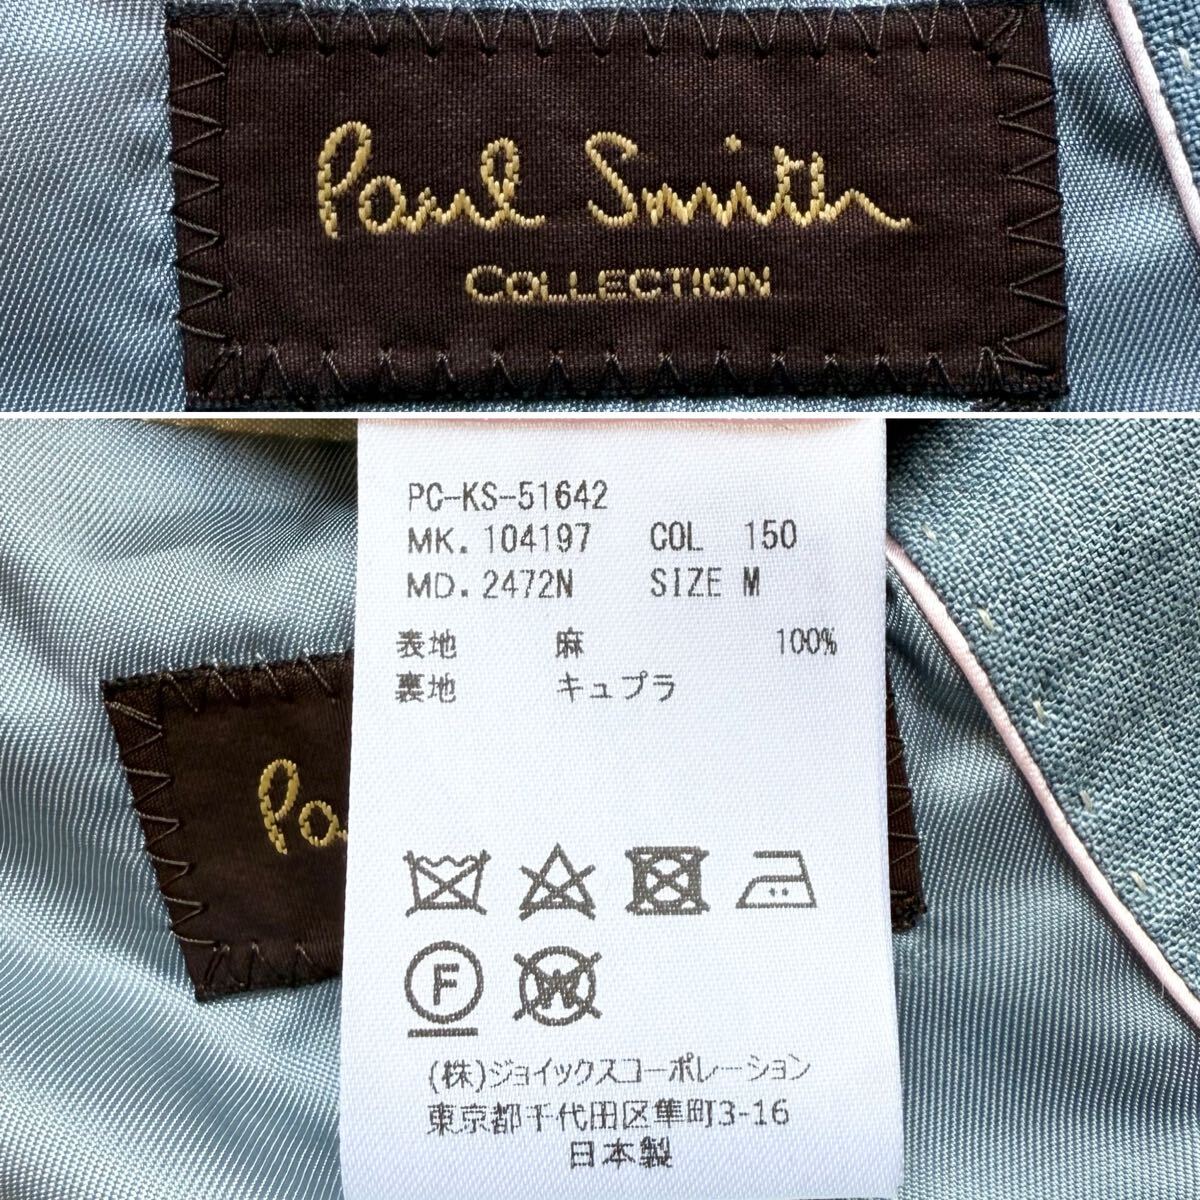 Paul Smith
COLLECTION
PC-KS-51642
MK. 104197 COL 150
MD. 2472N SIZE M
表地 麻 100%
裏地 キュプラ
Pa
F W
(株)ジョイックスコーポレーション
東京都千代田区隼町3-16
日本製